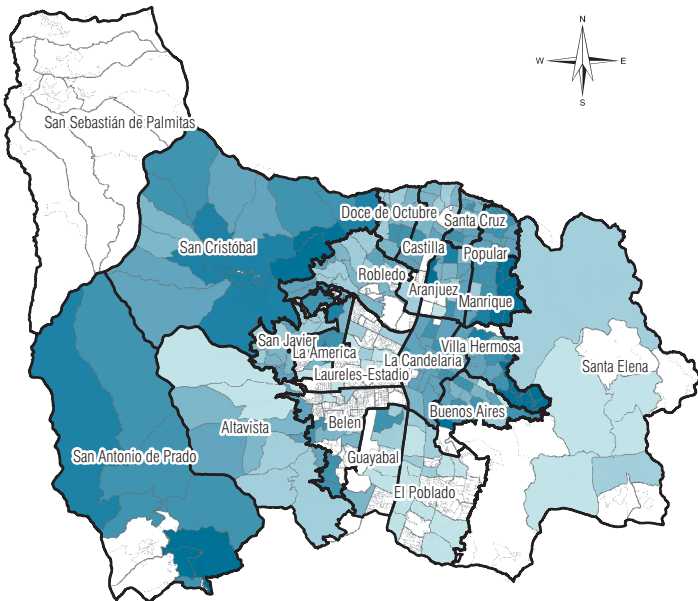 N
W E
S
San Sebastián de Palmitas
Doce de Octubre
Santa Cruz
San Cristóbal
Castilla
Popular
Robledo
Aranjuez
Manrique
San Javier
La America
Villa Hermosa
La Candelaria
Santa Elena
Laureles-Estadio
Buenos Aires
Belen
Altavista
San Antonio de Prado
Guayabal
El Poblado